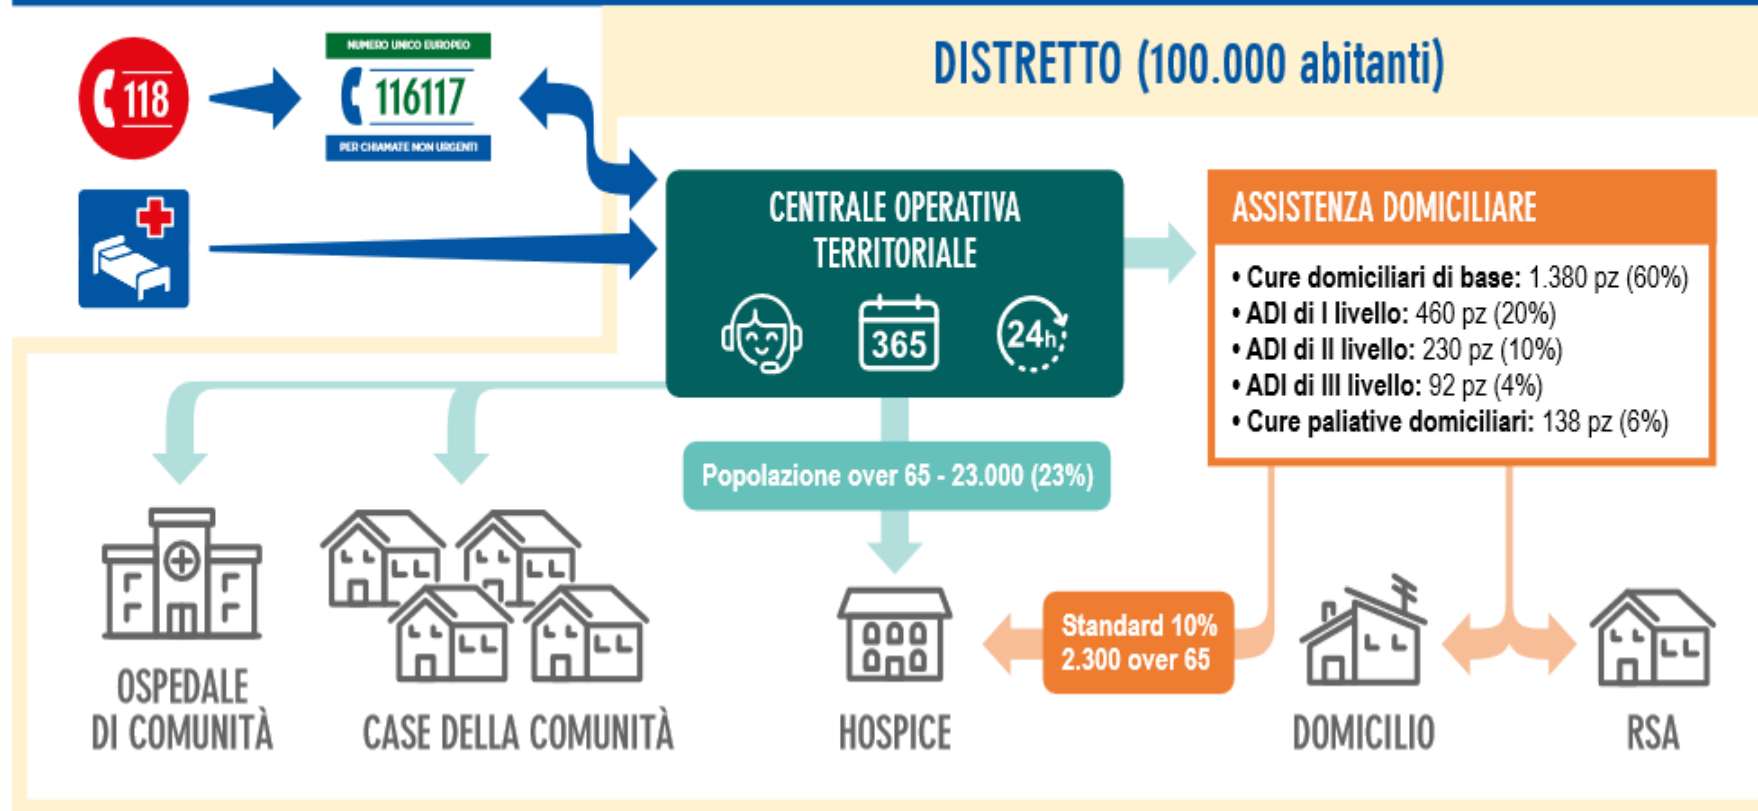 118
NUMERO UNICO EUROPEO
116117
PER CHIAMATE NON URGENTI
DISTRETTO (100.000 abitanti)
CENTRALE OPERATIVA
TERRITORIALE
365
24h
ASSISTENZA DOMICILIARE
• Cure domiciliari di base: 1.380 pz (60%)
• ADI di I livello: 460 pz (20%)
• ADI di II livello: 230 pz (10%)
• ADI di III livello: 92 pz (4%)
• Cure paliative domiciliari: 138 pz (6%)
Popolazione over 65 - 23.000 (23%)
Standard 10%
2.300 over 65
OSPEDALE
DI COMUNITÀ
CASE DELLA COMUNITÀ
HOSPICE
DOMICILIO
RSA